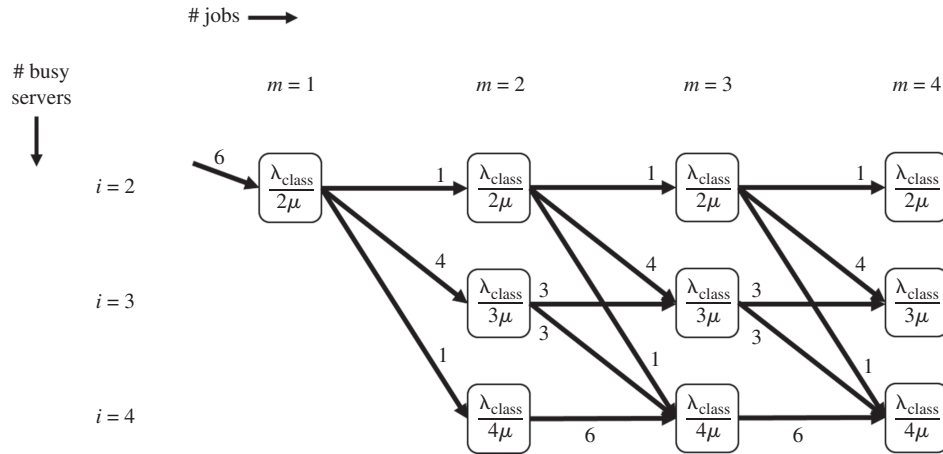 # jobs
# busy
servers
m = 1
m = 2
m = 3
m = 4
6
1
1
1
i = 2
λclass
2μ
λclass
2μ
λclass
2μ
λclass
2μ
4
4
4
3
3
i = 3
λclass
3μ
λclass
3μ
λclass
3μ
3
3
1
1
1
i = 4
λclass
4μ
λclass
4μ
λclass
4μ
6
6